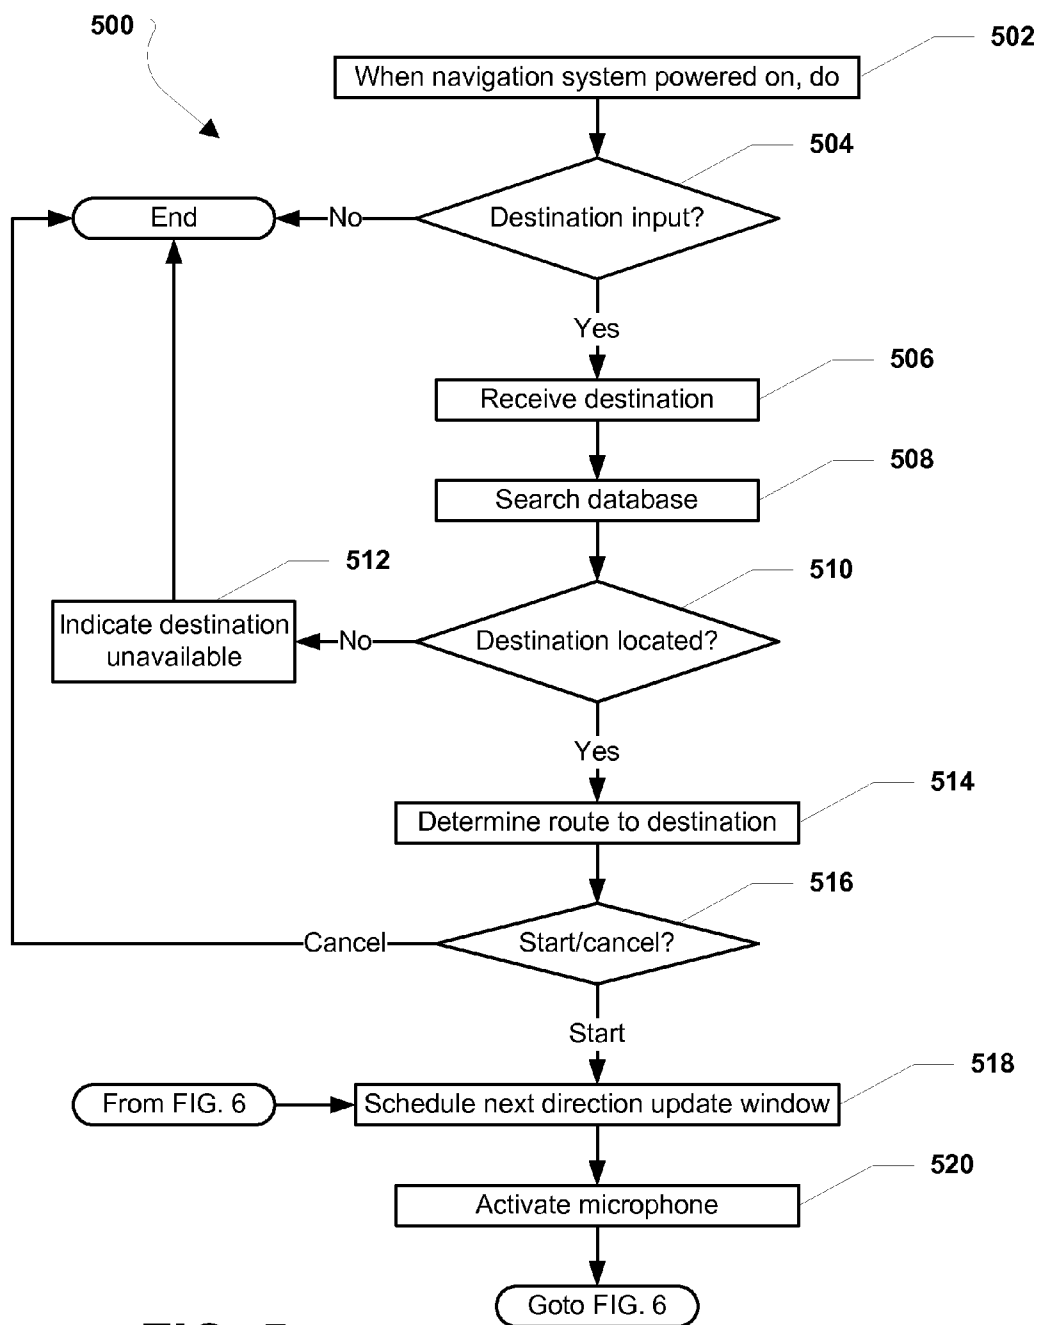 500
502
When navigation system powered on, do
504
End
No
Destination input?
Yes
506
Receive destination
508
Search database
512
510
Indicate destination
unavailable
No
Destination located?
Yes
514
Determine route to destination
516
Cancel
Start/cancel?
Start
518
From FIG. 6
Schedule next direction update window
520
Activate microphone
Goto FIG. 6